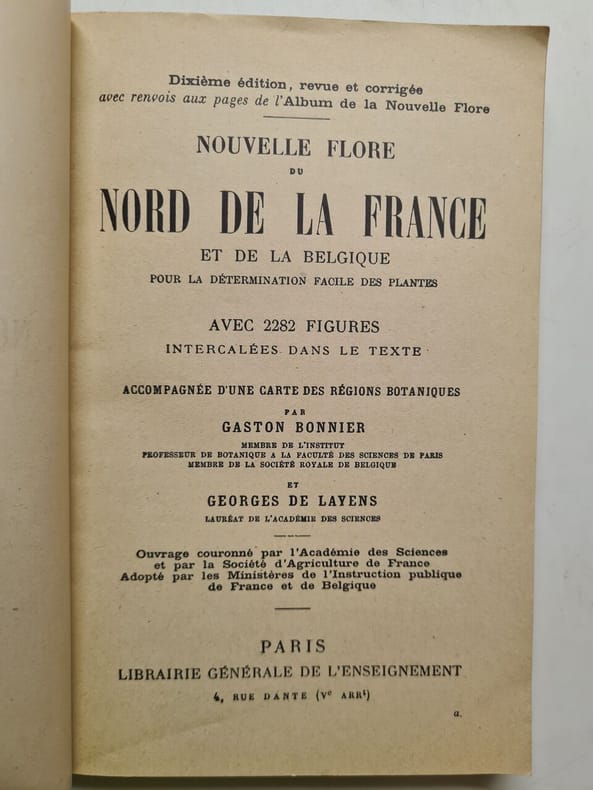 Dixième édition, revue et corrigée
avec renvois aux pages de l'Album de la Nouvelle Flore
NOUVELLE FLORE
DU
NORD DE LA FRANCE
ET DE LA BELGIQUE
POUR LA DÉTERMINATION FACILE DES PLANTES
AVEC 2282 FIGURES
INTERCALÉES DANS LE TEXTE
ACCOMPAGNÉE D'UNE CARTE DES RÉGIONS BOTANIQUES
PAR
GASTON BONNIER
MEMBRE DE L'INSTITUT
PROFESSEUR DE BOTANIQUE A LA FACULTÉ DES SCIENCES DE PARIS
MEMBRE DE LA SOCIÉTÉ ROYALE DE BELGIQUE
ET
GEORGES DE LAYENS
LAURÉAT DE L'ACADÉMIE DES SCIENCES
Ouvrage couronné par l'Académie des Sciences
et par la Société d'Agriculture de France
Adopté par les Ministères de l'Instruction publique
de France et de Belgique
PARIS
LIBRAIRIE GÉNÉRALE DE L'ENSEIGNEMENT
4, RUE DANTE (Ve ARRt)
a.